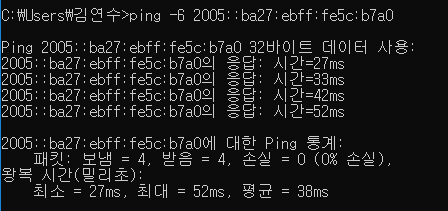 C:\Users\김연수>ping -6 2005::ba27:ebff:fe5c:b7a0
Ping 2005::ba27:ebff:fe5c:b7a0 32바이트 데이터 사용:
2005::ba27:ebff:fe5c:b7a0의 응답: 시간=27ms
2005::ba27:ebff:fe5c:b7a0의 응답: 시간=33ms
2005::ba27:ebff:fe5c:b7a0의 응답: 시간=42ms
2005::ba27:ebff:fe5c:b7a0의 응답: 시간=52ms
2005::ba27:ebff:fe5c:b7a0에 대한 Ping 통계:
패킷: 보냄 = 4, 받음 = 4, 손실 = 0 (0% 손실),
왕복 시간(밀리초):
최소 = 27ms, 최대 = 52ms, 평균 = 38ms